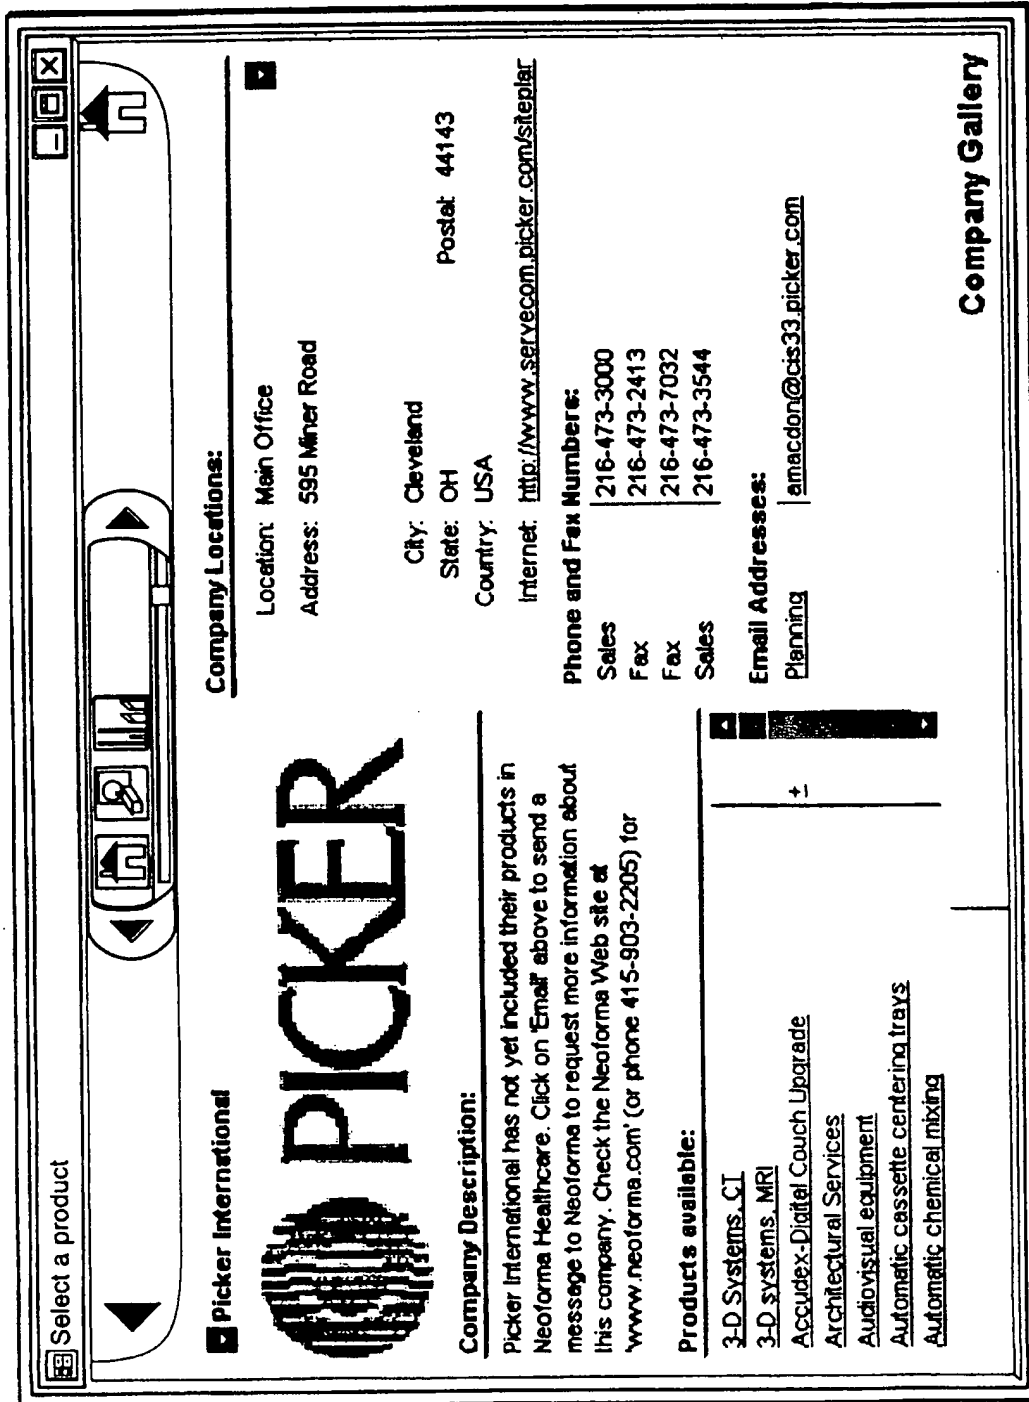 Select a product
Picker International
PICKER
Company Description:
Picker International has not yet included their products in
Neoforma Healthcare. Click on 'Email' above to send a
message to Neoforma to request more information about
this company. Check the Neoforma Web site at
'www.neoforma.com' (or phone 415-903-2205) for
Products available:
3-D Systems, CT
3-D systems, MRI
Accudex-Digital Couch Upgrade
Architectural Services
Audiovisual equipment
Automatic cassette centering trays
Automatic chemical mixing
+
Company Locations:
Location: Main Office
Address: 595 Miner Road
City: Cleveland
State: OH Postal: 44143
Country: USA
Internet: http://www.servecom.picker.com/siteplar
Phone and Fax Numbers:
Sales 216-473-3000
Fax 216-473-2413
Fax 216-473-7032
Sales 216-473-3544
Email Addresses:
Planning amacdon@cis33.picker.com
Company Gallery